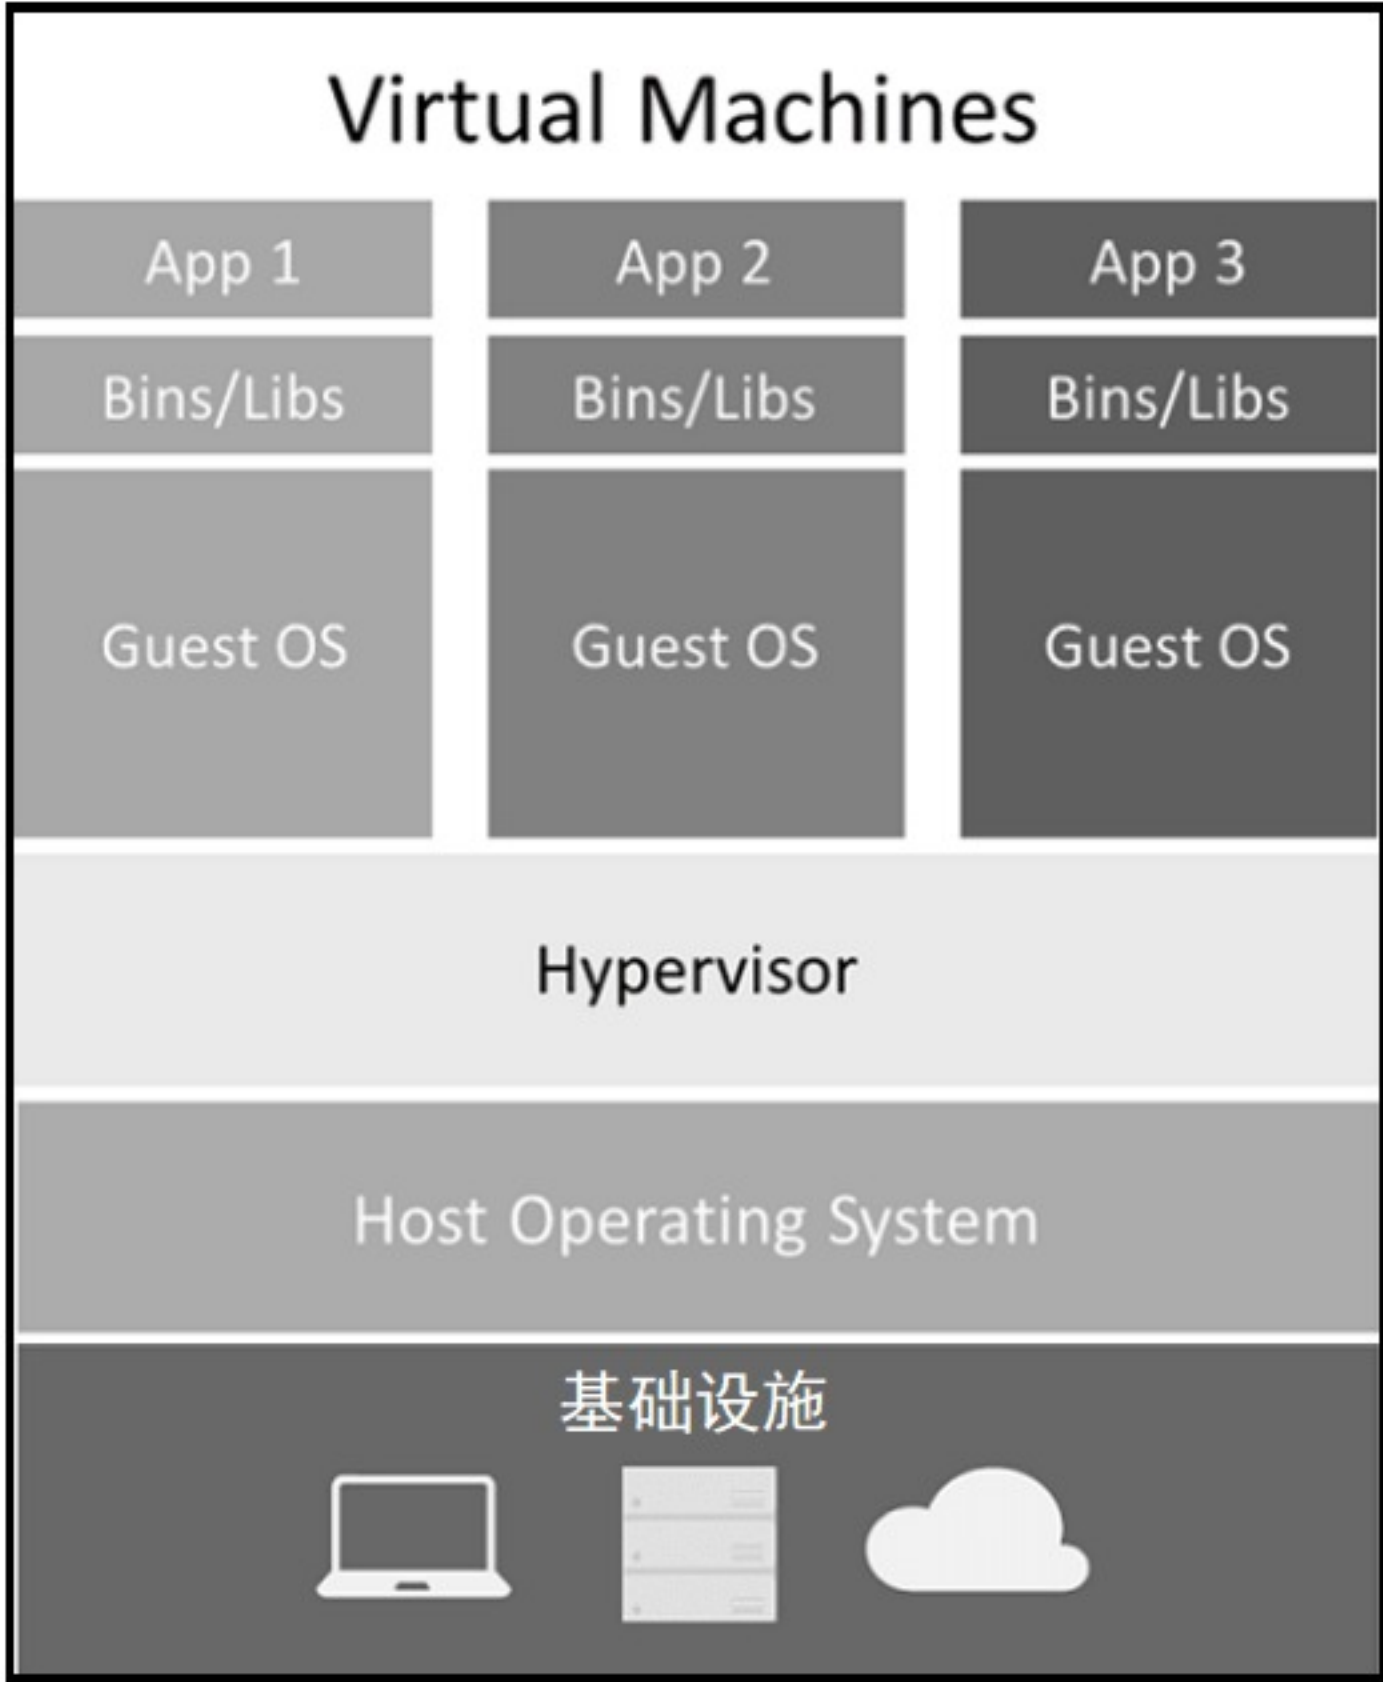 Virtual Machines
App 1
App 2
App 3
Bins/Libs
Bins/Libs
Bins/Libs
Guest OS
Guest OS
Guest OS
Hypervisor
Host Operating System
基础设施